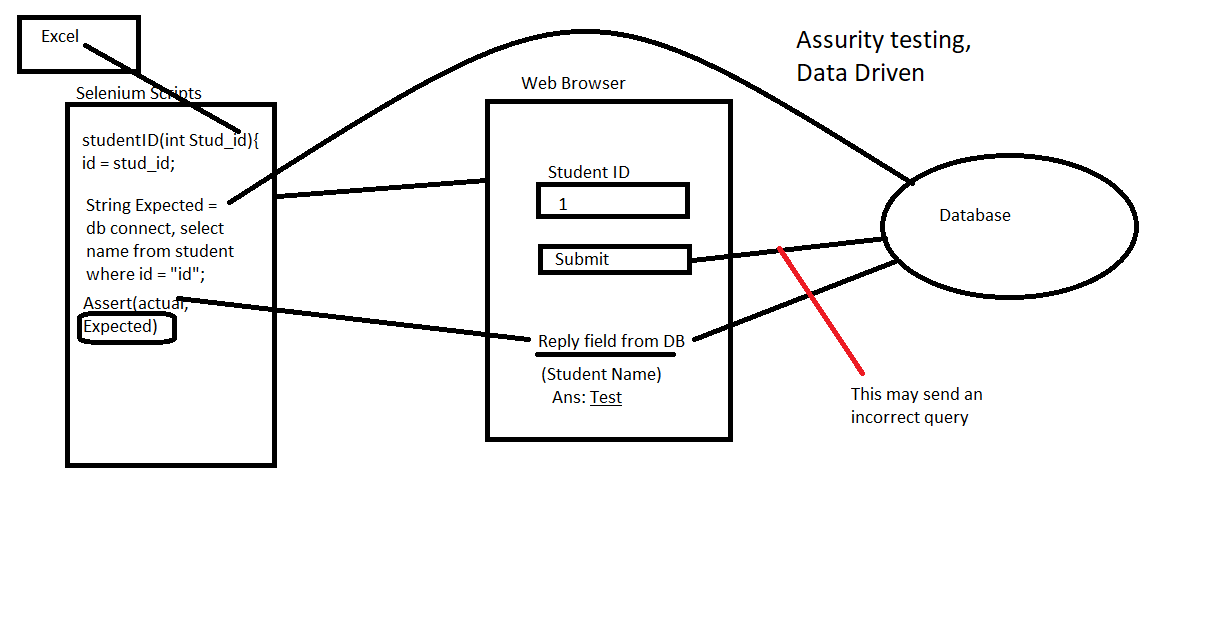 Excel
Assurity testing,
Data Driven
Selenium Scripts
studentID(int Stud_id){
id = stud_id;
String Expected =
db connect, select
name from student
where id = "id";
Assert(actual,
Expected)
Web Browser
Student ID
1
Submit
Reply field from DB
(Student Name)
Ans: Test
Database
This may send an
incorrect query